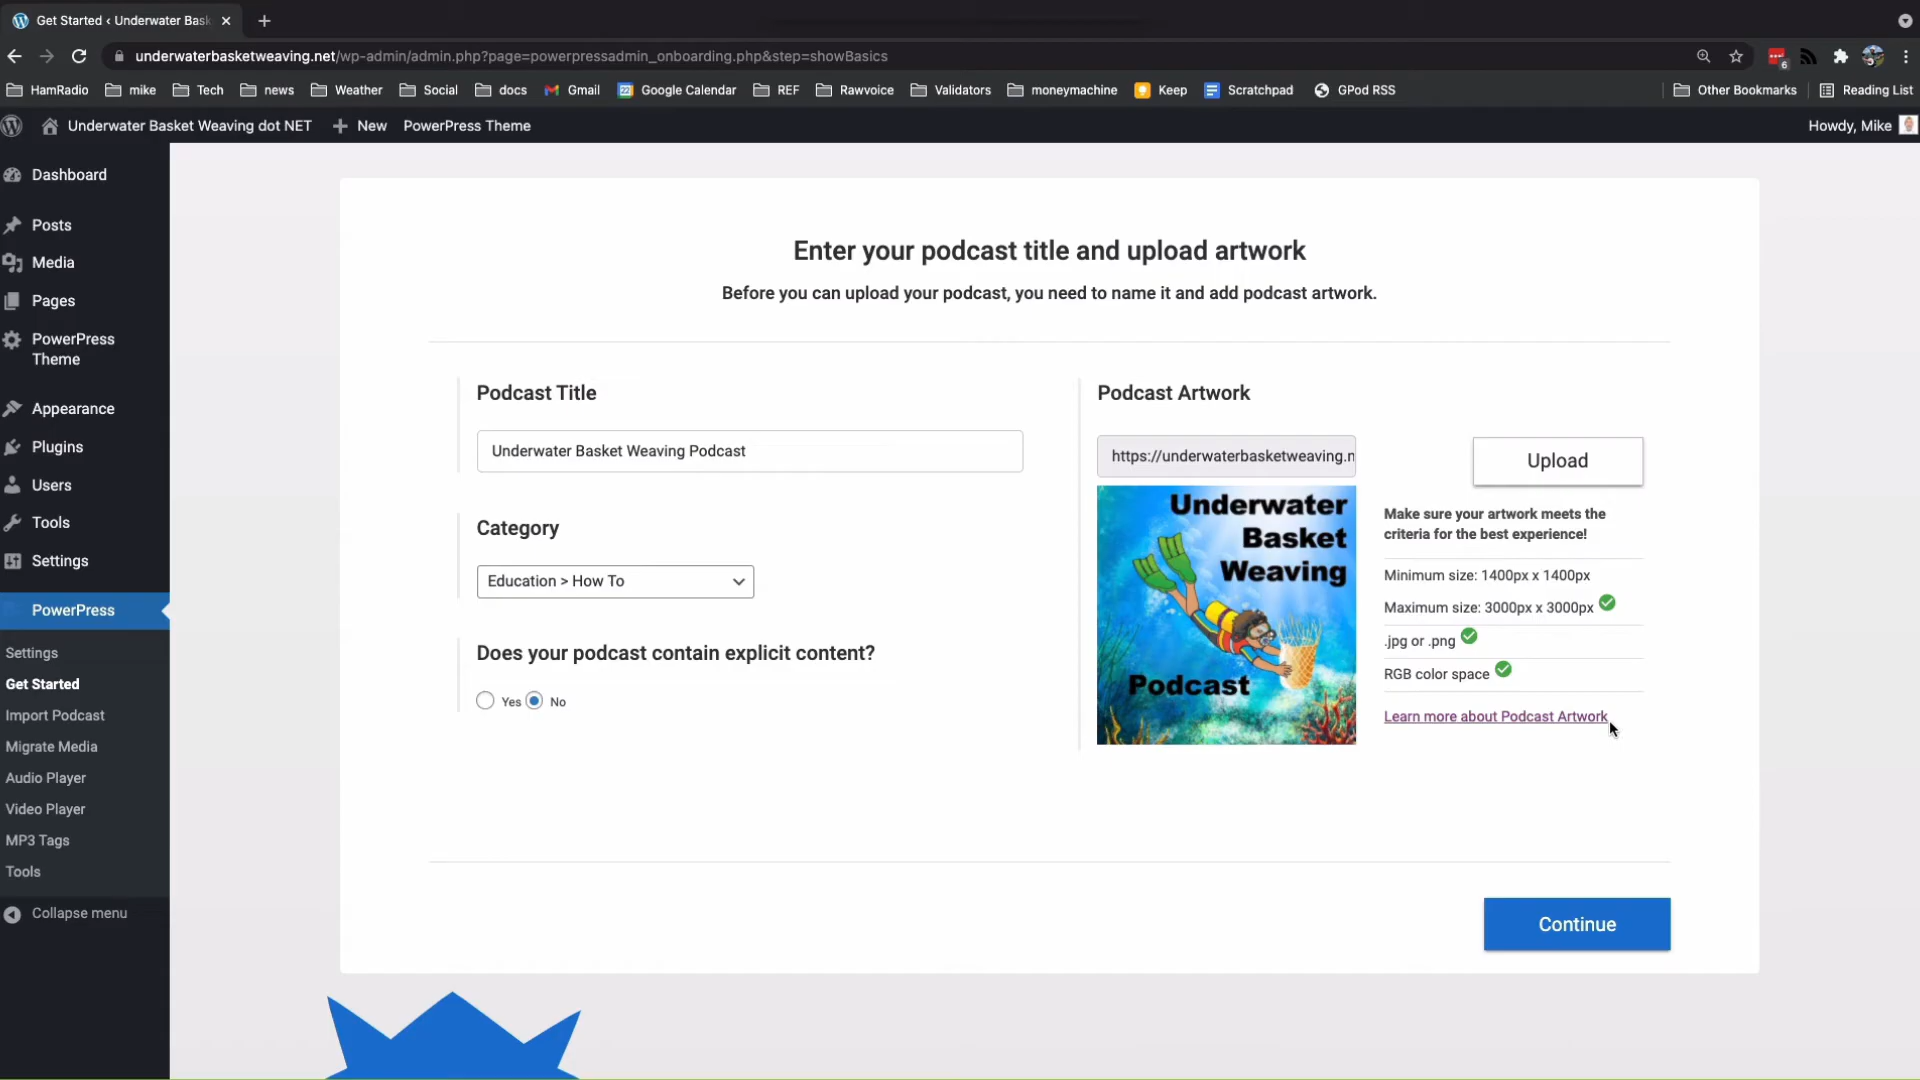 Get Started ‹ Underwater Bask
underwaterbasketweaving.net/wp-admin/admin.php?page=powerpressadmin_onboarding.php&step=showBasics
6
HamRadio mike Tech news Weather Social docs Gmail Google Calendar REF Rawvoice Validators moneymachine Keep Scratchpad GPod RSS Other Bookmarks Reading List
Underwater Basket Weaving dot NET New PowerPress Theme Howdy, Mike
Dashboard
Posts
Media
Pages
PowerPress
Theme
Appearance
Plugins
Users
Tools
Settings
PowerPress
Settings
Get Started
Import Podcast
Migrate Media
Audio Player
Video Player
MP3 Tags
Tools
Collapse menu
Enter your podcast title and upload artwork
Before you can upload your podcast, you need to name it and add podcast artwork.
Podcast Title
Underwater Basket Weaving Podcast
Category
Education > How To
Does your podcast contain explicit content?
Yes No
Podcast Artwork
https://underwaterbasketweaving.n
Upload
Underwater
Basket
Weaving
Podcast
Make sure your artwork meets the
criteria for the best experience!
Minimum size: 1400px x 1400px
Maximum size: 3000px x 3000px
.jpg or .png
RGB color space
Learn more about Podcast Artwork
Continue